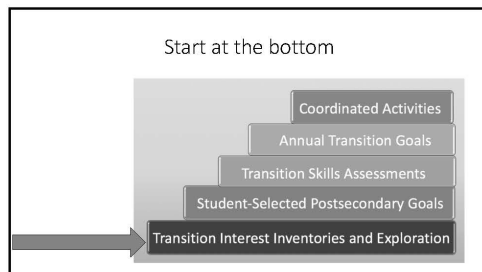 Start at the bottom
Coordinated Activities
Annual Transition Goals
Transition Skills Assessments
Student-Selected Postsecondary Goals
Transition Interest Inventories and Exploration